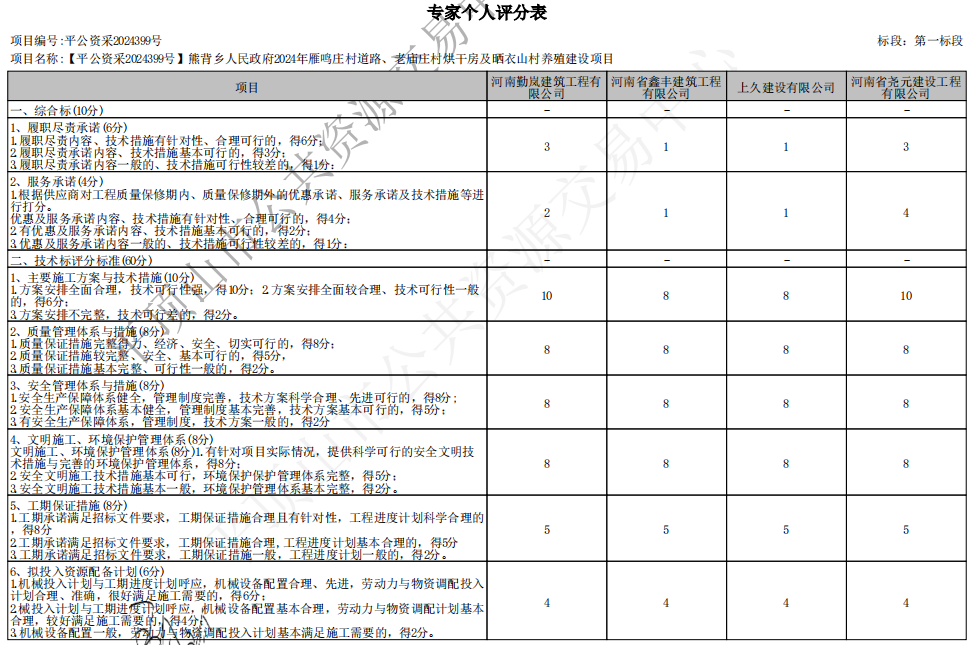 专家个人评分表
项目编号:平公资采2024399号
标段: 第一标段
项目名称:【平公资采2024399号】熊背乡人民政府2024年雁鸣庄村道路、老庙庄村烘干房及晒衣山村养殖建设项目
项目
河南勤岚建筑工程有限公司
河南省鑫丰建筑工程有限公司
上久建设有限公司
河南省尧元建设工程有限公司
一、综合标(10分) - - - -
1、履职尽责承诺(6分)
1.履职尽责内容、技术措施有针对性、合理可行的，得6分;
2.履职尽责承诺内容、技术措施基本可行的，得3分;
3.履职尽责承诺内容一般的、技术措施可行性较差的，得1分;
3 1 1 3
2、服务承诺(4分)
1.根据供应商对工程质量保修期内、质量保修期外的优惠承诺、服务承诺及技术措施等进
行打分。
优惠及服务承诺内容、技术措施有针对性、合理可行的，得4分;
2.有优惠及服务承诺内容、技术措施基本可行的，得2分;
3.优惠及服务承诺内容一般的、技术措施可行性较差的，得1分;
2 1 1 4
二、技术标评分标准(60分) - - - -
1、主要施工方案与技术措施(10分)
1.方案安排全面合理，技术可行性强，得10分; 2.方案安排全面较合理、技术可行性一般
的，得6分;
3.方案安排不完整，技术可行性差的，得2分。
10 8 8 10
2、质量管理体系与措施(8分)
1.质量保证措施完整得力、经济、安全、切实可行的，得8分;
2.质量保证措施较完整、安全、基本可行的，得5分，
3.质量保证措施基本完整、可行性一般的，得2分。
8 8 8 8
3、安全管理体系与措施(8分)
1.安全生产保障体系健全，管理制度完善，技术方案科学合理、先进可行的，得8分;
2.安全生产保障体系基本健全，管理制度基本完善，技术方案基本可行的，得5分;
3.有安全生产保障体系，管理制度，技术方案一般的，得2分
8 8 8 8
4、文明施工、环境保护管理体系(8分)
文明施工、环境保护管理体系(8分)1.有针对项目实际情况，提供科学可行的安全文明技
术措施与完善的环境保护管理体系，得8分;
2.安全文明施工技术措施基本可行，环境保护保护管理体系完整，得5分;
3.安全文明施工技术措施基本一般，环境保护管理体系基本完整，得2分。
8 8 8 8
5、工期保证措施(8分)
1.工期承诺满足招标文件要求，工期保证措施合理且有针对性，工程进度计划科学合理的
，得8分
2.工期承诺满足招标文件要求，工期保证措施合理,工程进度计划基本合理的，得5分
3.工期承诺满足招标文件要求，工期保证措施一般，工程进度计划一般的，得2分。
5 5 5 5
6、拟投入资源配备计划(6分)
1.机械投入计划与工期进度计划呼应，机械设备配置合理、先进，劳动力与物资调配投入
计划合理、准确，很好满足施工需要的，得6分;
2.械投入计划与工期进度计划呼应，机械设备配置基本合理，劳动力与物资调配计划基本
合理，较好满足施工需要的，得4分;
3.机械设备配置一般，劳动力与物资调配投入计划基本满足施工需要的，得2分。
4 4 4 4
平顶山市公共资源交易中心